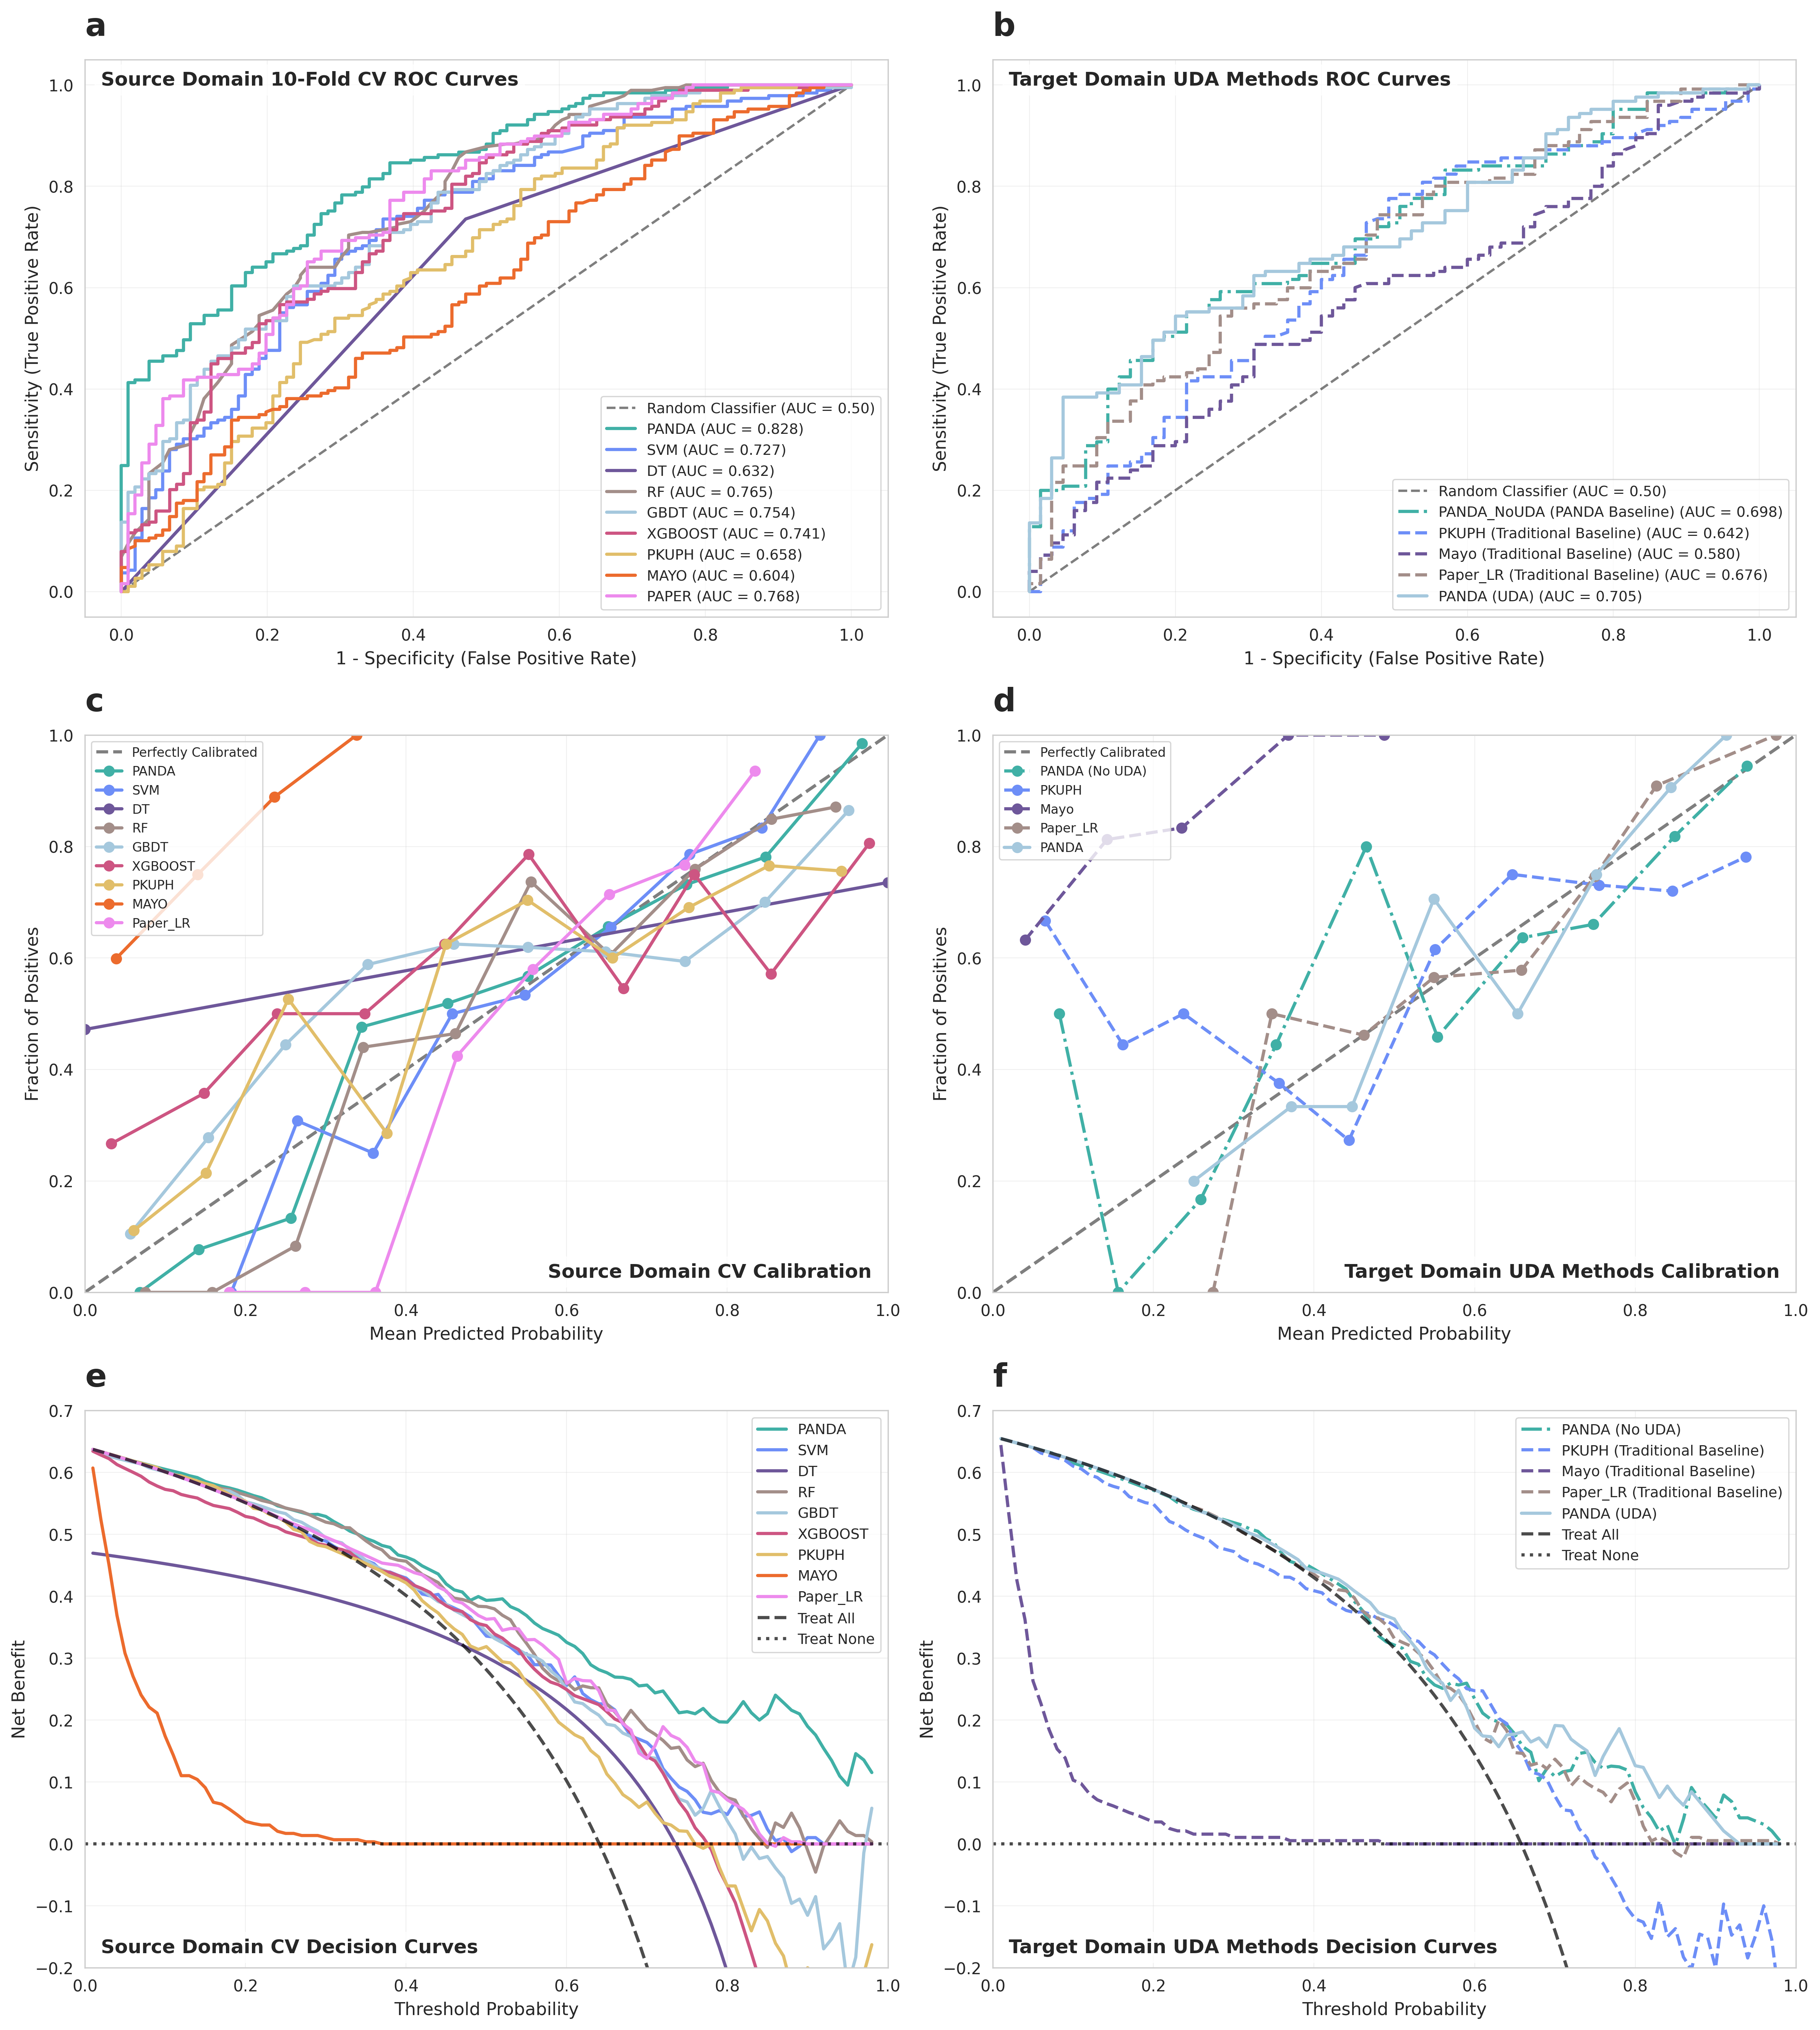 a
Source Domain 10-Fold CV ROC Curves
Sensitivity (True Positive Rate)
1.0
0.8
0.6
0.4
0.2
0.0
Random Classifier (AUC = 0.50)
PANDA (AUC = 0.828)
SVM (AUC = 0.727)
DT (AUC = 0.632)
RF (AUC = 0.765)
GBDT (AUC = 0.754)
XGBOOST (AUC = 0.741)
PKUPH (AUC = 0.658)
MAYO (AUC = 0.604)
PAPER (AUC = 0.768)
0.0 0.2 0.4 0.6 0.8 1.0
1 - Specificity (False Positive Rate)
b
Target Domain UDA Methods ROC Curves
Sensitivity (True Positive Rate)
1.0
0.8
0.6
0.4
0.2
0.0
Random Classifier (AUC = 0.50)
PANDA_NoUDA (PANDA Baseline) (AUC = 0.698)
PKUPH (Traditional Baseline) (AUC = 0.642)
Mayo (Traditional Baseline) (AUC = 0.580)
Paper_LR (Traditional Baseline) (AUC = 0.676)
PANDA (UDA) (AUC = 0.705)
0.0 0.2 0.4 0.6 0.8 1.0
1 - Specificity (False Positive Rate)
c
Fraction of Positives
1.0
0.8
0.6
0.4
0.2
0.0
Perfectly Calibrated
PANDA
SVM
DT
RF
GBDT
XGBOOST
PKUPH
MAYO
Paper_LR
Source Domain CV Calibration
0.0 0.2 0.4 0.6 0.8 1.0
Mean Predicted Probability
d
Fraction of Positives
1.0
0.8
0.6
0.4
0.2
0.0
Perfectly Calibrated
PANDA (No UDA)
PKUPH
Mayo
Paper_LR
PANDA
Target Domain UDA Methods Calibration
0.0 0.2 0.4 0.6 0.8 1.0
Mean Predicted Probability
e
Net Benefit
0.7
0.6
0.5
0.4
0.3
0.2
0.1
0.0
−0.1
−0.2
PANDA
SVM
DT
RF
GBDT
XGBOOST
PKUPH
MAYO
Paper_LR
Treat All
Treat None
Source Domain CV Decision Curves
0.0 0.2 0.4 0.6 0.8 1.0
Threshold Probability
f
Net Benefit
0.7
0.6
0.5
0.4
0.3
0.2
0.1
0.0
−0.1
−0.2
PANDA (No UDA)
PKUPH (Traditional Baseline)
Mayo (Traditional Baseline)
Paper_LR (Traditional Baseline)
PANDA (UDA)
Treat All
Treat None
Target Domain UDA Methods Decision Curves
0.0 0.2 0.4 0.6 0.8 1.0
Threshold Probability